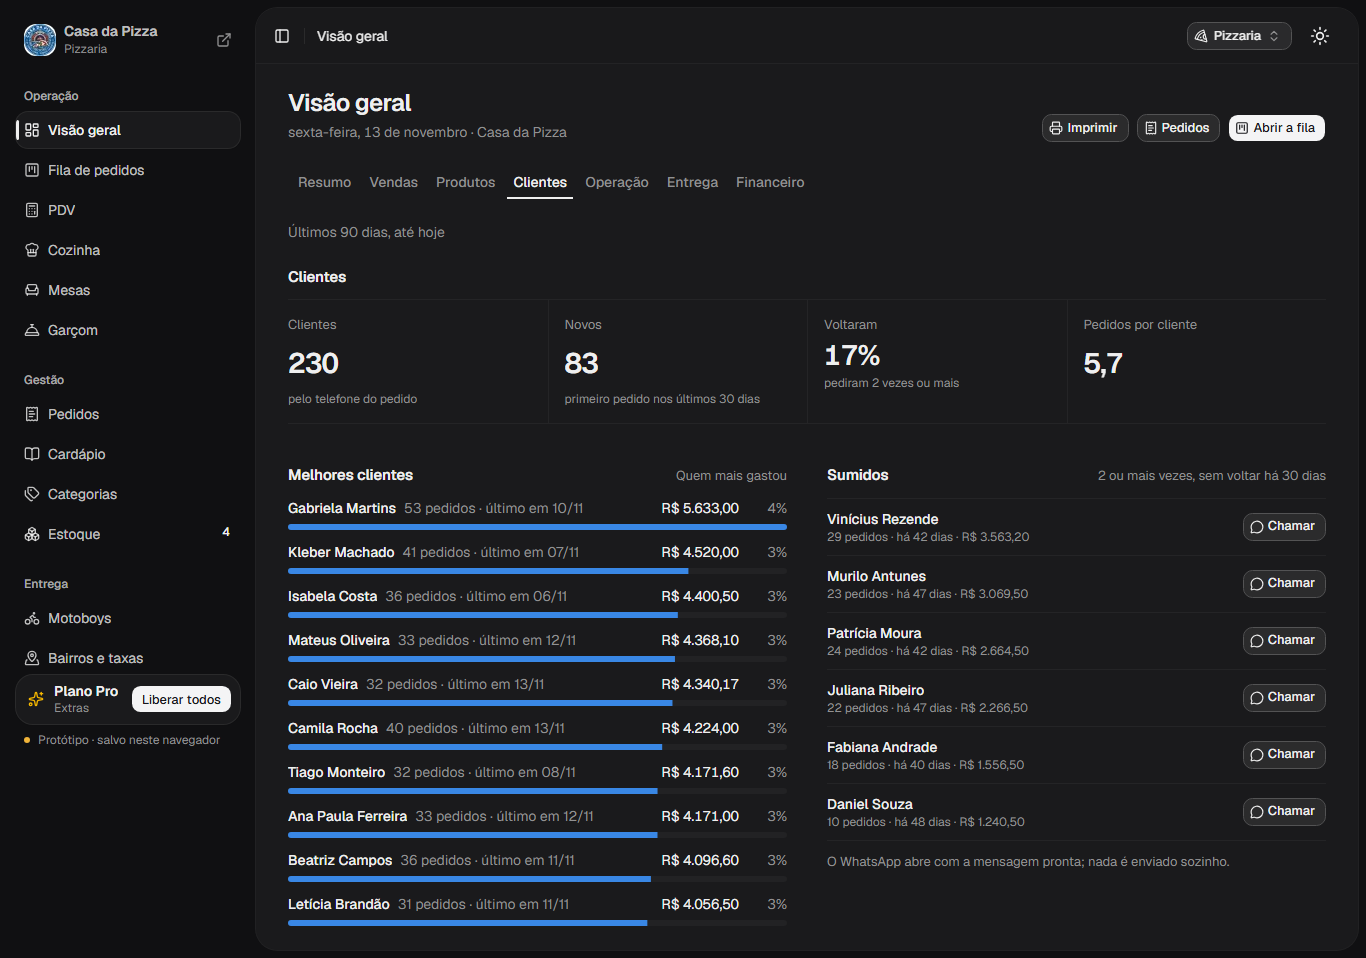 Casa da Pizza
Pizzaria
Operação
Visão geral
Fila de pedidos
PDV
Cozinha
Mesas
Garçom
Gestão
Pedidos
Cardápio
Categorias
Estoque 4
Entrega
Motoboys
Bairros e taxas
Plano Pro
Extras
Liberar todos
Protótipo · salvo neste navegador
Visão geral
Pizzaria
Visão geral
sexta-feira, 13 de novembro · Casa da Pizza
Imprimir
Pedidos
Abrir a fila
Resumo Vendas Produtos Clientes Operação Entrega Financeiro
Últimos 90 dias, até hoje
Clientes
Clientes
230
pelo telefone do pedido
Novos
83
primeiro pedido nos últimos 30 dias
Voltaram
17%
pediram 2 vezes ou mais
Pedidos por cliente
5,7
Melhores clientes Quem mais gastou
Gabriela Martins 53 pedidos · último em 10/11 R$ 5.633,00 4%
Kleber Machado 41 pedidos · último em 07/11 R$ 4.520,00 3%
Isabela Costa 36 pedidos · último em 06/11 R$ 4.400,50 3%
Mateus Oliveira 33 pedidos · último em 12/11 R$ 4.368,10 3%
Caio Vieira 32 pedidos · último em 13/11 R$ 4.340,17 3%
Camila Rocha 40 pedidos · último em 13/11 R$ 4.224,00 3%
Tiago Monteiro 32 pedidos · último em 08/11 R$ 4.171,60 3%
Ana Paula Ferreira 33 pedidos · último em 12/11 R$ 4.171,00 3%
Beatriz Campos 36 pedidos · último em 11/11 R$ 4.096,60 3%
Letícia Brandão 31 pedidos · último em 11/11 R$ 4.056,50 3%
Sumidos 2 ou mais vezes, sem voltar há 30 dias
Vinícius Rezende
29 pedidos · há 42 dias · R$ 3.563,20
Chamar
Murilo Antunes
23 pedidos · há 47 dias · R$ 3.069,50
Chamar
Patrícia Moura
24 pedidos · há 42 dias · R$ 2.664,50
Chamar
Juliana Ribeiro
22 pedidos · há 47 dias · R$ 2.266,50
Chamar
Fabiana Andrade
18 pedidos · há 40 dias · R$ 1.556,50
Chamar
Daniel Souza
10 pedidos · há 48 dias · R$ 1.240,50
Chamar
O WhatsApp abre com a mensagem pronta; nada é enviado sozinho.